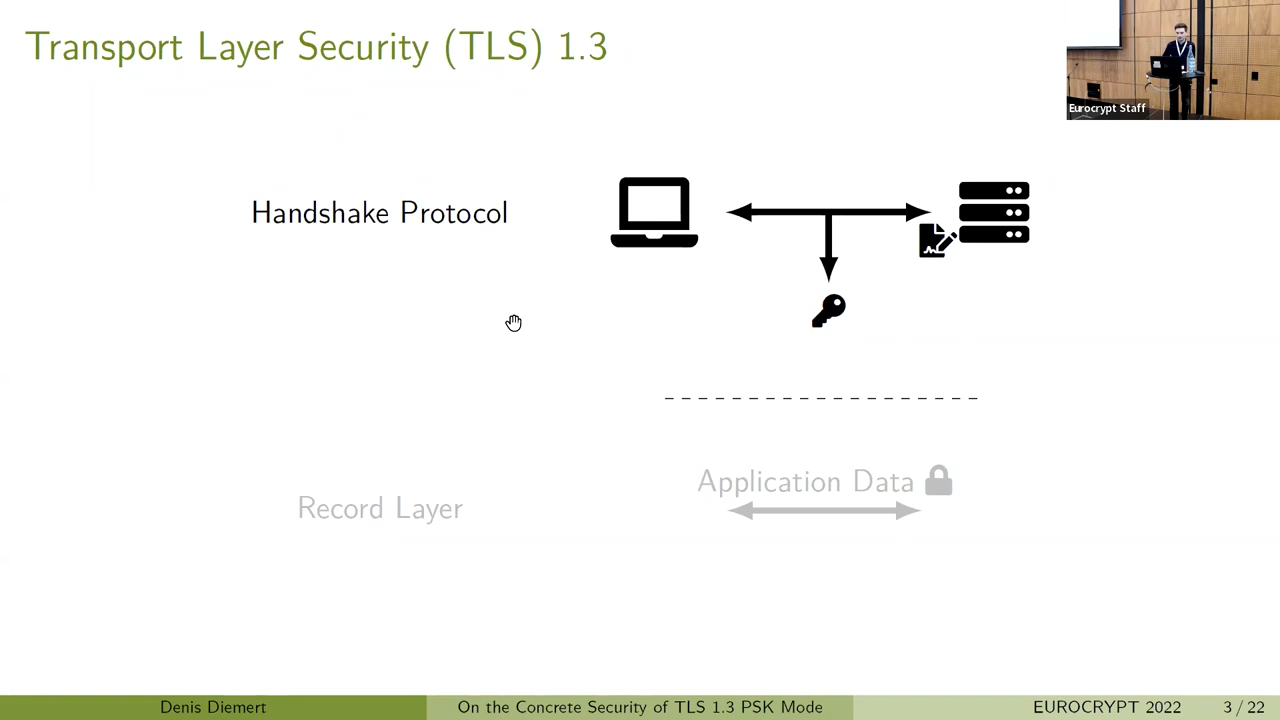 Transport Layer Security (TLS) 1.3
Eurocrypt Staff
Handshake Protocol
Application Data
Record Layer
Denis Diemert
On the Concrete Security of TLS 1.3 PSK Mode
EUROCRYPT 2022
3 / 22